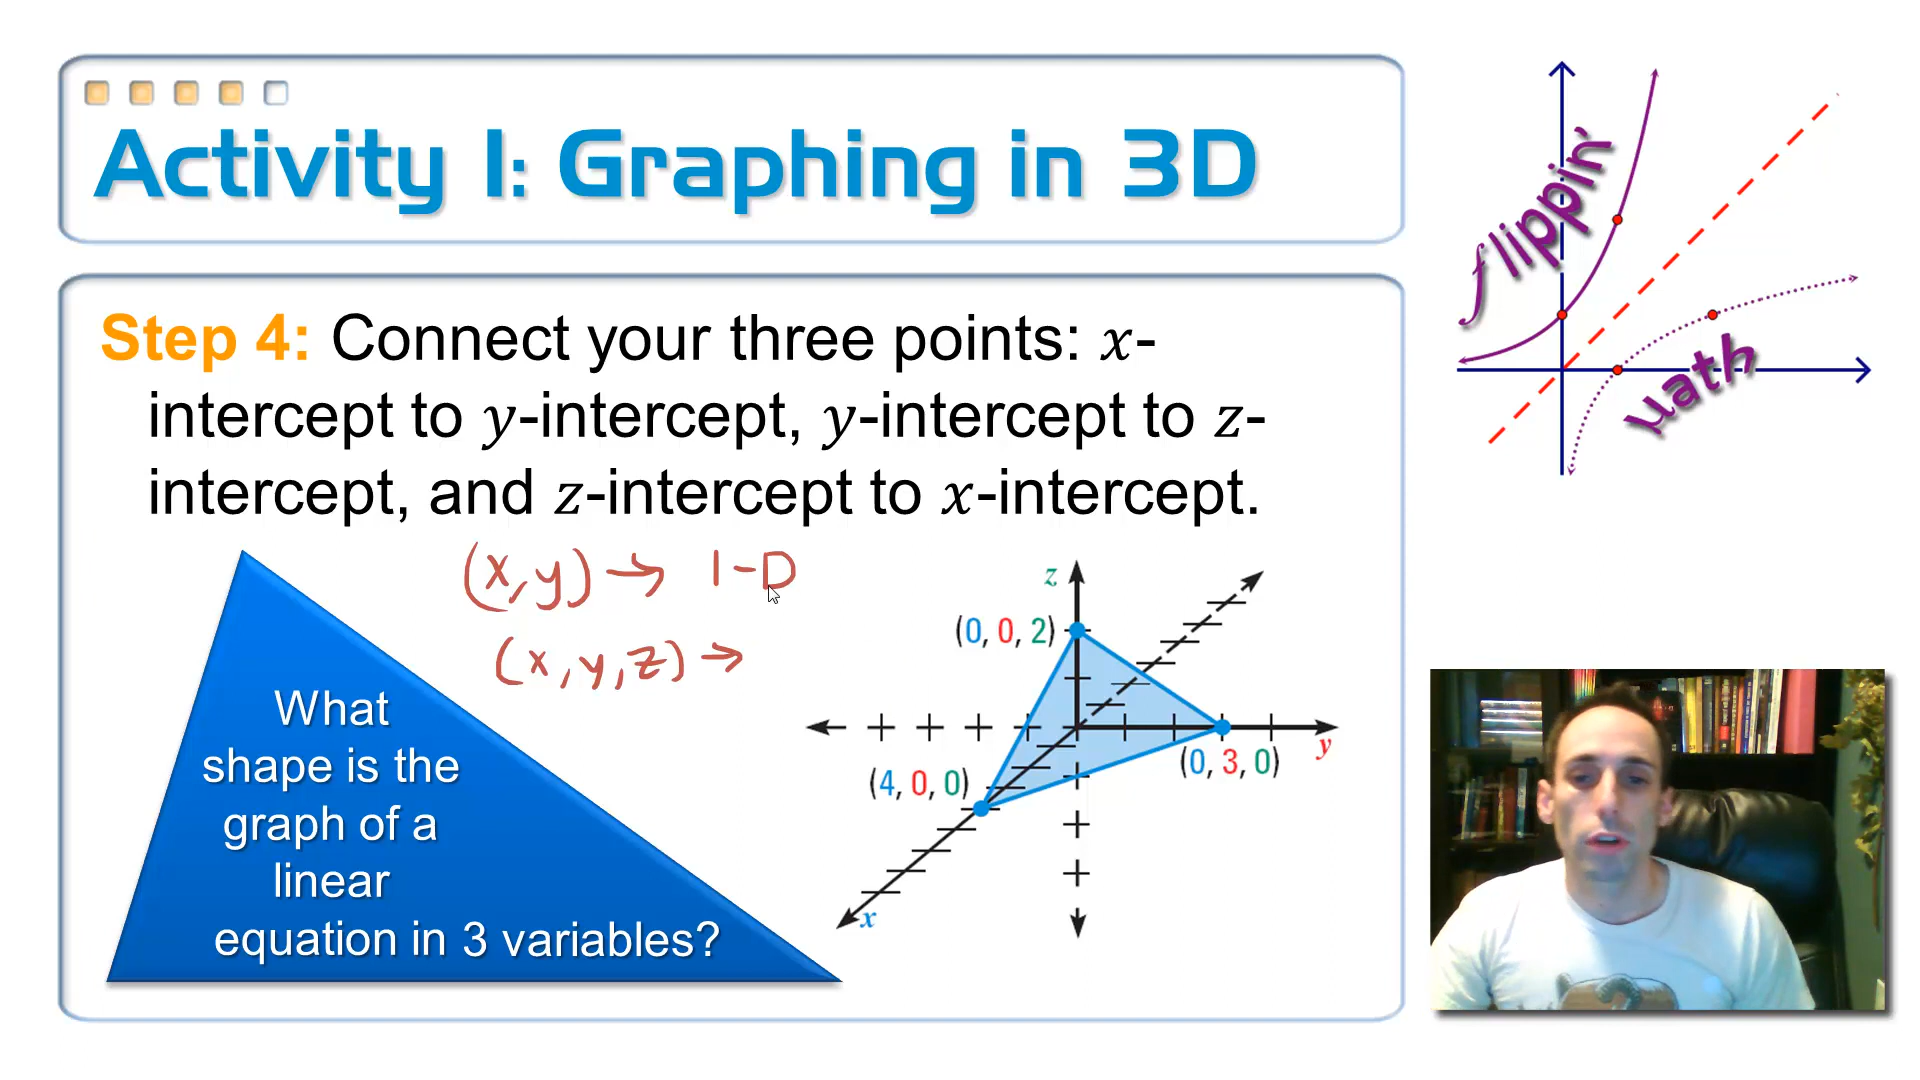 Activity 1: Graphing in 3D
Step 4: Connect your three points: x-
intercept to y-intercept, y-intercept to z-
intercept, and z-intercept to x-intercept.
(x,y) → 1-D
(x,y,z) →
What
shape is the
graph of a
linear
equation in 3 variables?
z
(0, 0, 2)
(0, 3, 0)
y
(4, 0, 0)
x
flippin'
math